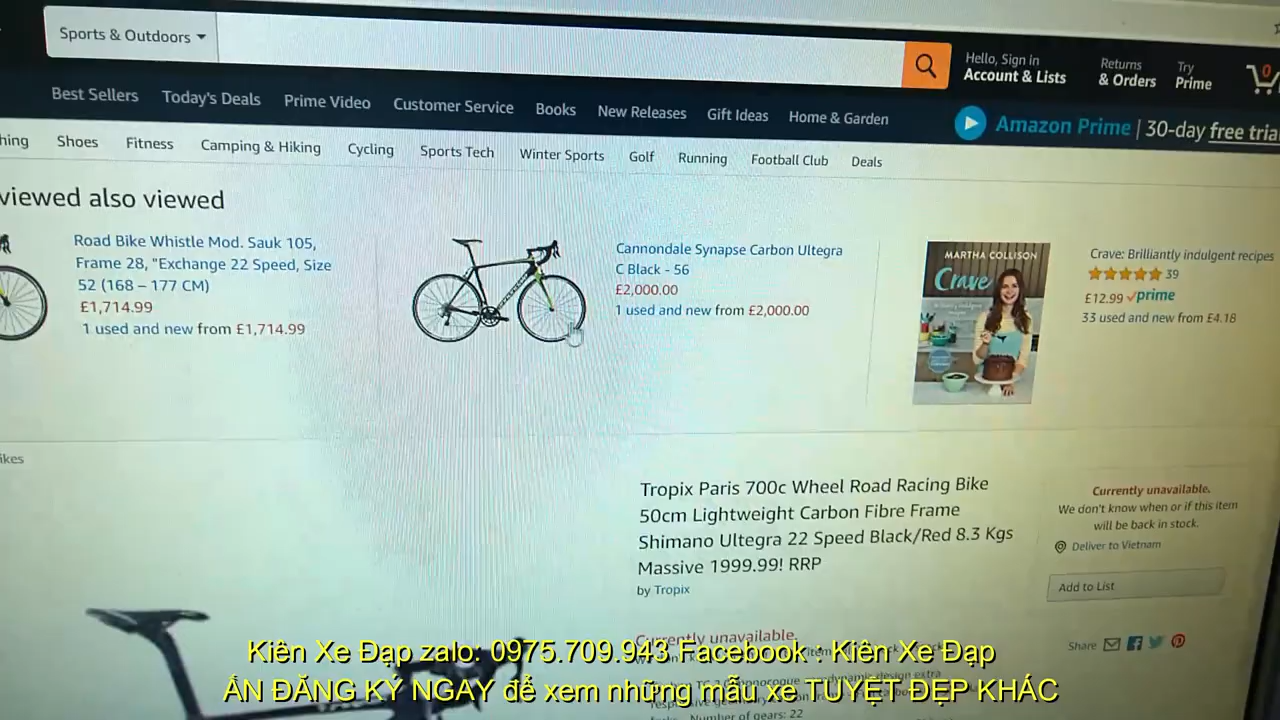 Sports & Outdoors
Hello, Sign in
Account & Lists
Returns
& Orders
Try
Prime
0
Best Sellers
Today's Deals
Prime Video
Customer Service
Books
New Releases
Gift Ideas
Home & Garden
Amazon Prime | 30-day free tria
hing
Shoes
Fitness
Camping & Hiking
Cycling
Sports Tech
Winter Sports
Golf
Running
Football Club
Deals
viewed also viewed
Road Bike Whistle Mod. Sauk 105,
Frame 28, "Exchange 22 Speed, Size
52 (168 – 177 CM)
£1,714.99
1 used and new from £1,714.99
Cannondale Synapse Carbon Ultegra
C Black - 56
£2,000.00
1 used and new from £2,000.00
MARTHA COLLISON
Crave
Crave: Brilliantly indulgent recipes
39
£12.99 prime
33 used and new from £4.18
ikes
Tropix Paris 700c Wheel Road Racing Bike
50cm Lightweight Carbon Fibre Frame
Shimano Ultegra 22 Speed Black/Red 8.3 Kgs
Massive 1999.99! RRP
by Tropix
Currently unavailable.
We don't know when or if this item
will be back in stock.
Deliver to Vietnam
Add to List
Share
Currently unavailable.
Kiên Xe Đạp zalo: 0975.709.943 Facebook : Kiên Xe Đạp
ẤN ĐĂNG KÝ NGAY để xem những mẫu xe TUYỆT ĐẸP KHÁC
Number of gears: 22